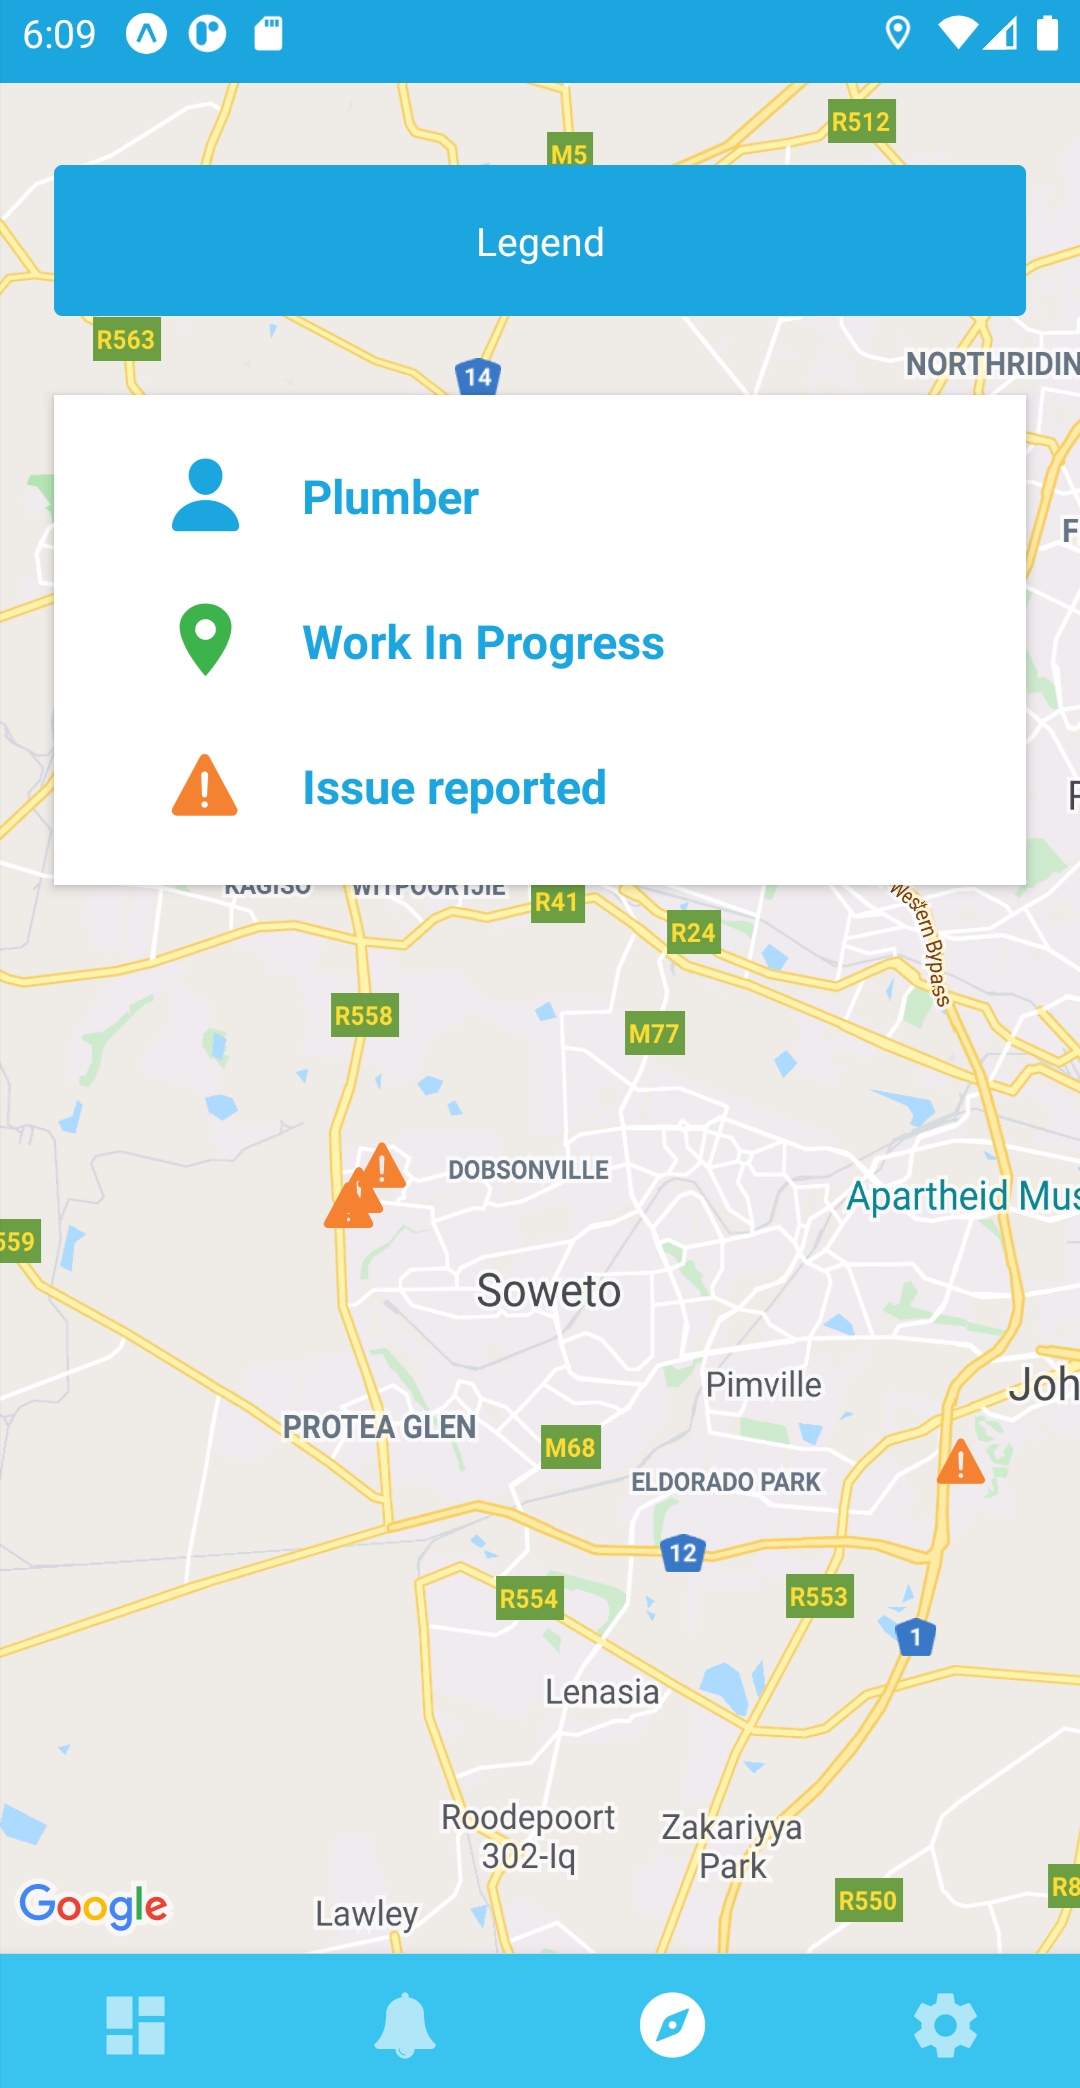 6:09
R512
M5
Legend
R563
14
NORTHRIDIN
Plumber
F
Work In Progress
Issue reported
KAGISO
WITPOORTJIE
R41
R24
Western Bypass
R558
M77
DOBSONVILLE
Apartheid Mus
559
Soweto
Pimville
Joh
PROTEA GLEN
M68
ELDORADO PARK
12
R554
R553
1
Lenasia
Roodepoort
302-Iq
Zakariyya
Park
R550
R8
Google
Lawley